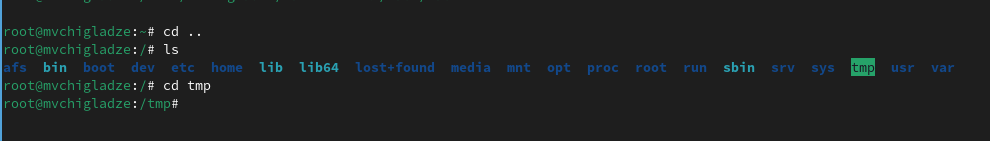 root@mvchigladze:~# cd ..
root@mvchigladze:/# ls
afs bin boot dev etc home lib lib64 lost+found media mnt opt proc root run sbin srv sys tmp usr var
root@mvchigladze:/# cd tmp
root@mvchigladze:/tmp#